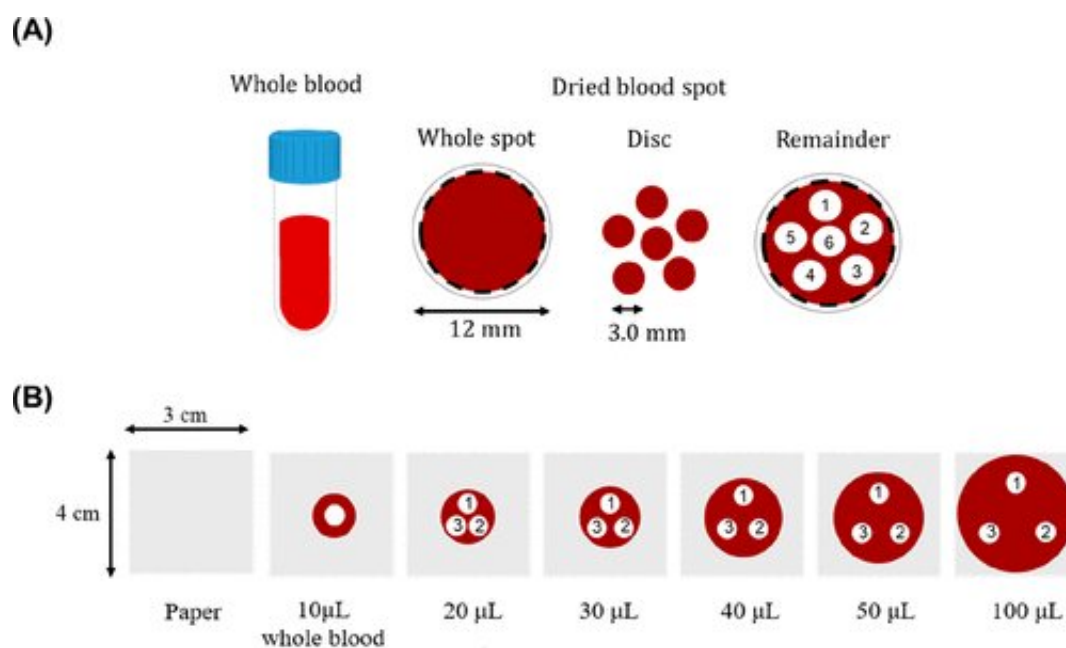 (A)
Whole blood
Dried blood spot
Whole spot
Disc
Remainder
1
5
6
2
4
3
12 mm
3.0 mm
(B)
3 cm
4 cm
1
3
2
1
3
2
1
3
2
1
3
2
1
3
2
Paper
10µL
whole blood
20 µL
30 µL
40 µL
50 µL
100 µL